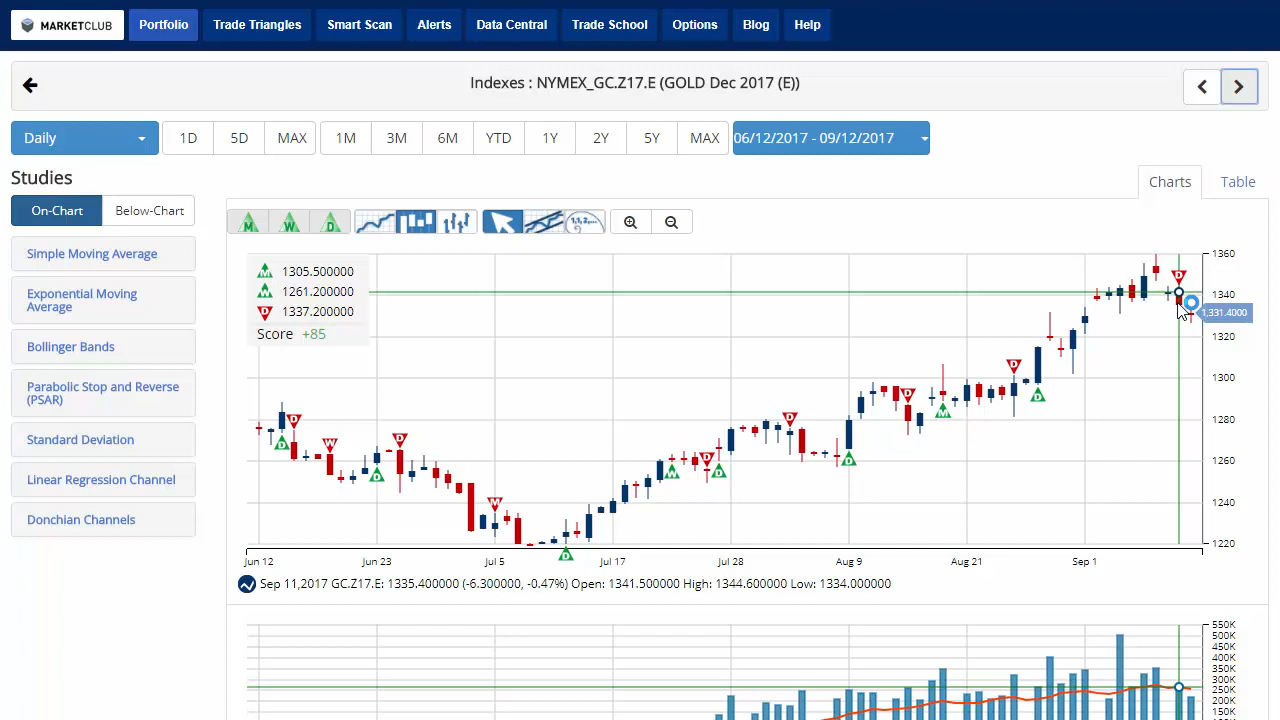 MARKETCLUB Portfolio Trade Triangles Smart Scan Alerts Data Central Trade School Options Blog Help
Indexes : NYMEX_GC.Z17.E (GOLD Dec 2017 (E))
Daily 1D 5D MAX 1M 3M 6M YTD 1Y 2Y 5Y MAX 06/12/2017 - 09/12/2017
Studies
Charts Table
On-Chart Below-Chart
Simple Moving Average
Exponential Moving
Average
Bollinger Bands
Parabolic Stop and Reverse
(PSAR)
Standard Deviation
Linear Regression Channel
Donchian Channels
M W D
M 1305.500000
W 1261.200000
D 1337.200000
Score +85
1360
1340
1,331.4000
1320
1300
1280
1260
1240
1220
Jun 12 Jun 23 Jul 5 Jul 17 Jul 28 Aug 9 Aug 21 Sep 1
Sep 11,2017 GC.Z17.E: 1335.400000 (-6.300000, -0.47%) Open: 1341.500000 High: 1344.600000 Low: 1334.000000
550K
500K
450K
400K
350K
300K
250K
200K
150K